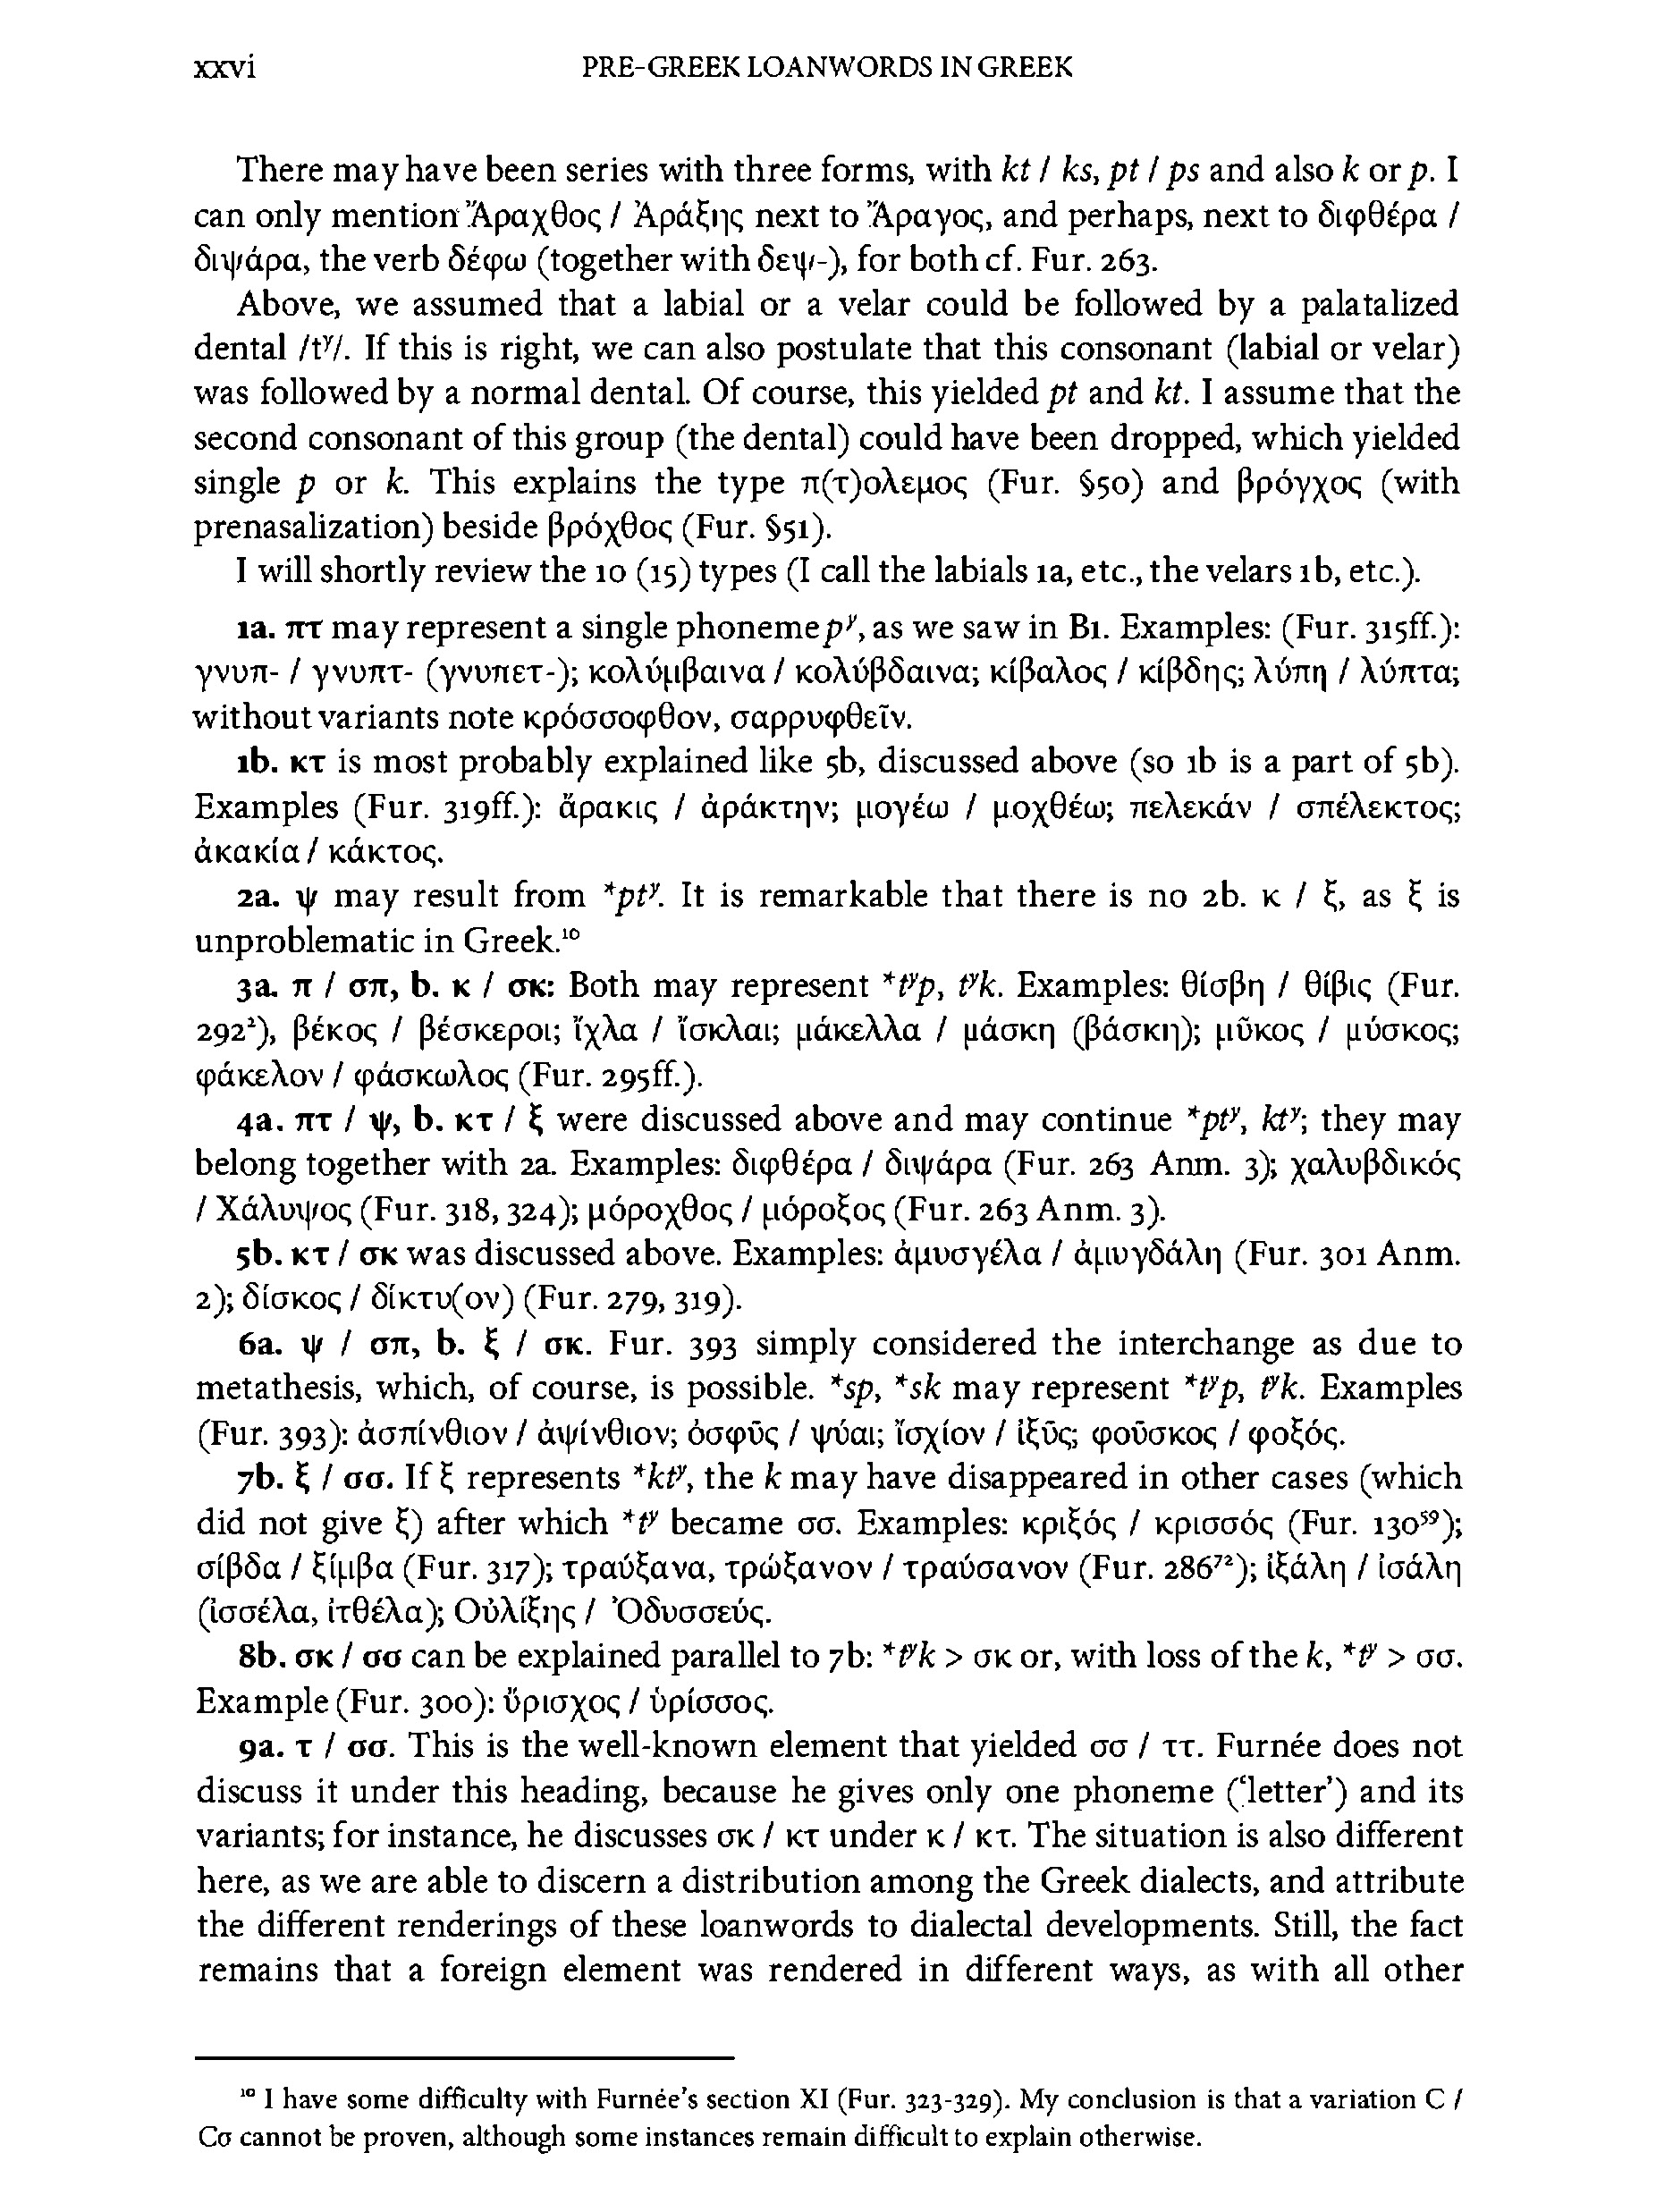 xxvi PRE-GREEK LOANWORDS IN GREEK
There may have been series with three forms, with kt / ks, pt / ps and also k or p. I
can only mention Ἄραχθος / Ἀράξης next to Ἄραγος, and perhaps, next to διφθέρα /
διψάρα, the verb δέφω (together with δεψ-), for both cf. Fur. 263.
Above, we assumed that a labial or a velar could be followed by a palatalized
dental /tʸ/. If this is right, we can also postulate that this consonant (labial or velar)
was followed by a normal dental. Of course, this yielded pt and kt. I assume that the
second consonant of this group (the dental) could have been dropped, which yielded
single p or k. This explains the type π(τ)ολεμος (Fur. §50) and βρόγχος (with
prenasalization) beside βρόχθος (Fur. §51).
I will shortly review the 10 (15) types (I call the labials 1a, etc., the velars 1b, etc.).
1a. πτ may represent a single phoneme pʸ, as we saw in B1. Examples: (Fur. 315ff.):
γνυπ- / γνυπτ- (γνυπετ-); κολύμβαινα / κολύβδαινα; κίβαλος / κίβδης; λύπη / λύπτα;
without variants note κρόσσοφθον, σαρρυφθεῖν.
1b. κτ is most probably explained like 5b, discussed above (so 1b is a part of 5b).
Examples (Fur. 319ff.): ἄρακις / ἀράκτην; μογέω / μοχθέω; πελεκάν / σπέλεκτος;
ἀκακία / κάκτος.
2a. ψ may result from *ptʸ. It is remarkable that there is no 2b. κ / ξ, as ξ is
unproblematic in Greek.¹⁰
3a. π / σπ, b. κ / σκ: Both may represent *tʸp, tʸk. Examples: θίσβη / θίβις (Fur.
292²), βέκος / βέσκεροι; ἴχλα / ἴσκλαι; μάκελλα / μάσκη (βάσκη); μῦκος / μύσκος;
φάκελον / φάσκωλος (Fur. 295ff.).
4a. πτ / ψ, b. κτ / ξ were discussed above and may continue *ptʸ, ktʸ; they may
belong together with 2a. Examples: διφθέρα / διψάρα (Fur. 263 Anm. 3); χαλυβδικός
/ Χάλυψος (Fur. 318, 324); μόροχθος / μόροξος (Fur. 263 Anm. 3).
5b. κτ / σκ was discussed above. Examples: ἀμυσγέλα / ἀμυγδάλη (Fur. 301 Anm.
2); δίσκος / δίκτυ(ον) (Fur. 279, 319).
6a. ψ / σπ, b. ξ / σκ. Fur. 393 simply considered the interchange as due to
metathesis, which, of course, is possible. *sp, *sk may represent *tʸp, tʸk. Examples
(Fur. 393): ἀσπίνθιον / ἀψίνθιον; ὀσφῦς / ψύαι; ἴσχίον / ἰξῦς; φοῦσκος / φοξός.
7b. ξ / σσ. If ξ represents *ktʸ, the k may have disappeared in other cases (which
did not give ξ) after which *tʸ became σσ. Examples: κριξός / κρισσός (Fur. 130⁵⁹);
σίβδα / ξίμβα (Fur. 317); τραύξανα, τρώξανον / τραύσανον (Fur. 286⁷²); ἰξάλη / ἰσάλη
(ἰσσέλα, ἰτθέλα); Οὐλίξης / Ὀδυσσεύς.
8b. σκ / σσ can be explained parallel to 7b: *tʸk > σκ or, with loss of the k, *tʸ > σσ.
Example (Fur. 300): ὕρισχος / ὑρίσσος.
9a. τ / σσ. This is the well-known element that yielded σσ / ττ. Furnée does not
discuss it under this heading, because he gives only one phoneme ('letter') and its
variants; for instance, he discusses σκ / κτ under κ / κτ. The situation is also different
here, as we are able to discern a distribution among the Greek dialects, and attribute
the different renderings of these loanwords to dialectal developments. Still, the fact
remains that a foreign element was rendered in different ways, as with all other
¹⁰ I have some difficulty with Furnée's section XI (Fur. 323-329). My conclusion is that a variation C /
Cσ cannot be proven, although some instances remain difficult to explain otherwise.